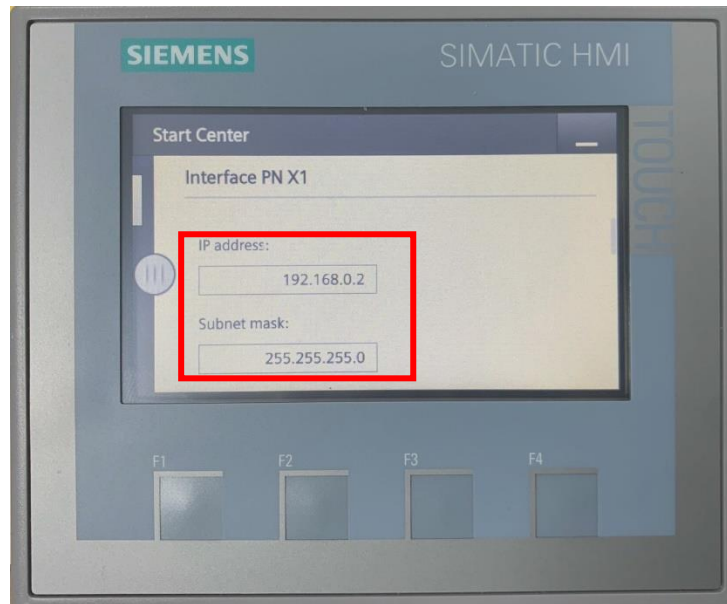 SIEMENS
SIMATIC HMI
TOUCH
Start Center
Interface PN X1
IP address:
192.168.0.2
Subnet mask:
255.255.255.0
F1
F2
F3
F4